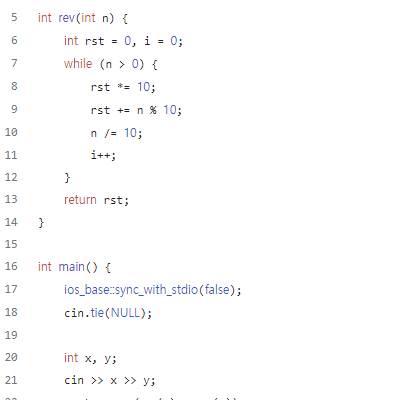 5 int rev(int n) {
6 int rst = 0, i = 0;
7 while (n > 0) {
8 rst *= 10;
9 rst += n % 10;
10 n /= 10;
11 i++;
12 }
13 return rst;
14 }
15
16 int main() {
17 ios_base::sync_with_stdio(false);
18 cin.tie(NULL);
19
20 int x, y;
21 cin >> x >> y;